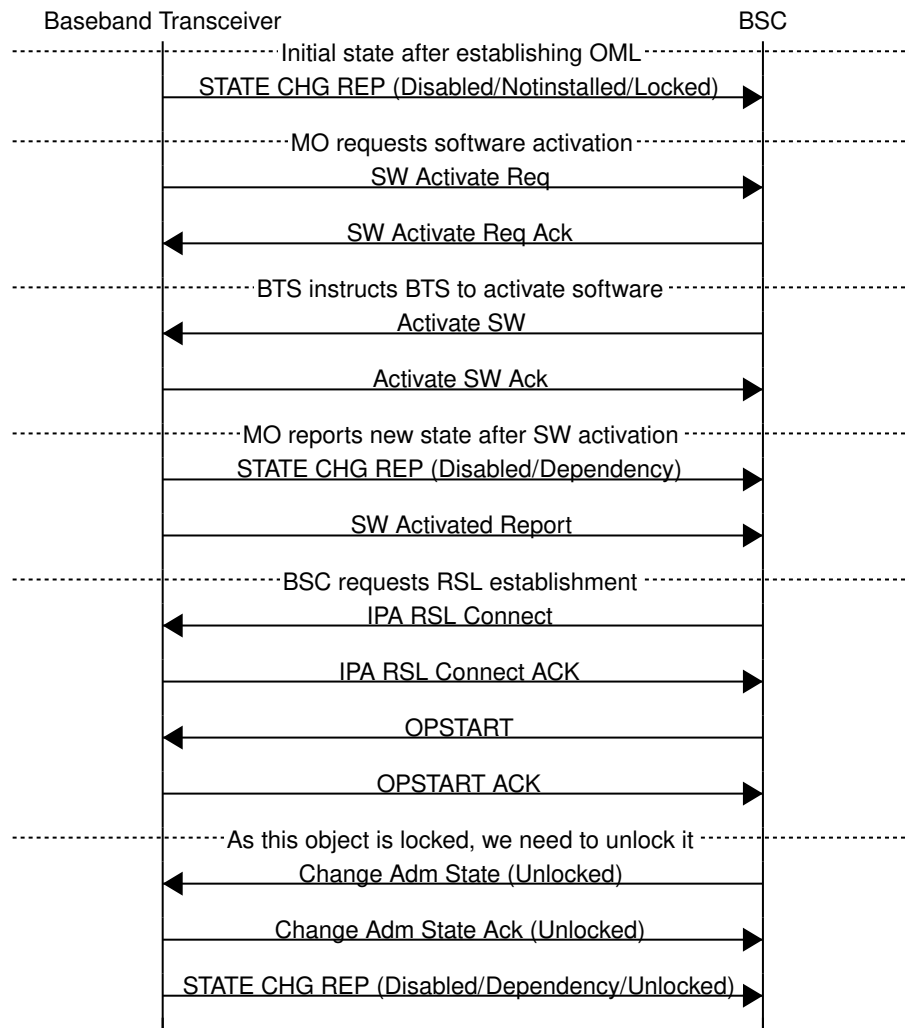 Baseband Transceiver BSC
Initial state after establishing OML
STATE CHG REP (Disabled/Notinstalled/Locked)
MO requests software activation
SW Activate Req
SW Activate Req Ack
BTS instructs BTS to activate software
Activate SW
Activate SW Ack
MO reports new state after SW activation
STATE CHG REP (Disabled/Dependency)
SW Activated Report
BSC requests RSL establishment
IPA RSL Connect
IPA RSL Connect ACK
OPSTART
OPSTART ACK
As this object is locked, we need to unlock it
Change Adm State (Unlocked)
Change Adm State Ack (Unlocked)
STATE CHG REP (Disabled/Dependency/Unlocked)